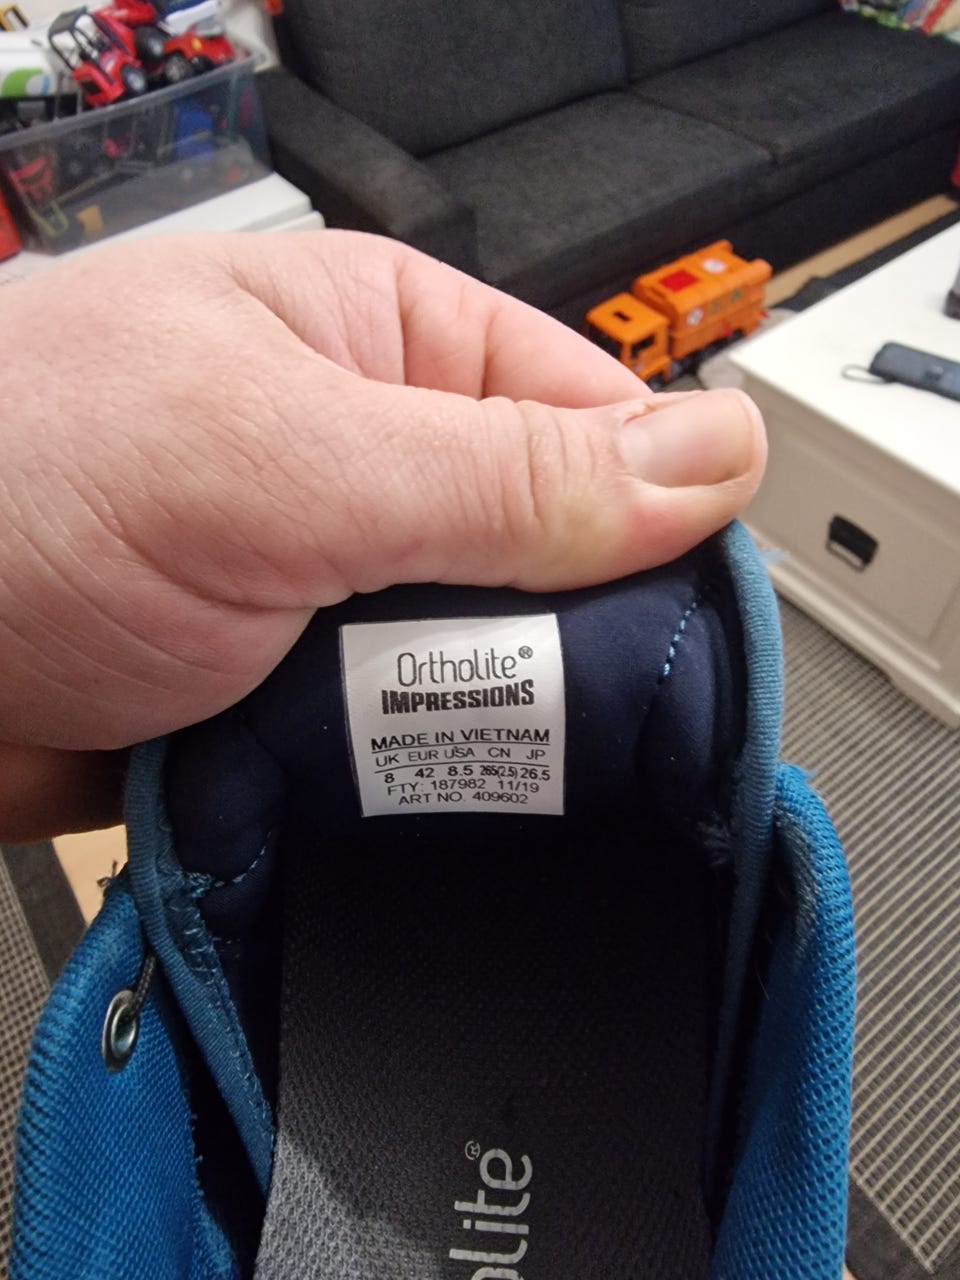 Ortholite®
IMPRESSIONS
MADE IN VIETNAM
UK EUR USA CN JP
8 42 8.5 265(2.5) 26.5
FTY: 187982 11/19
ART NO. 409602
olite®